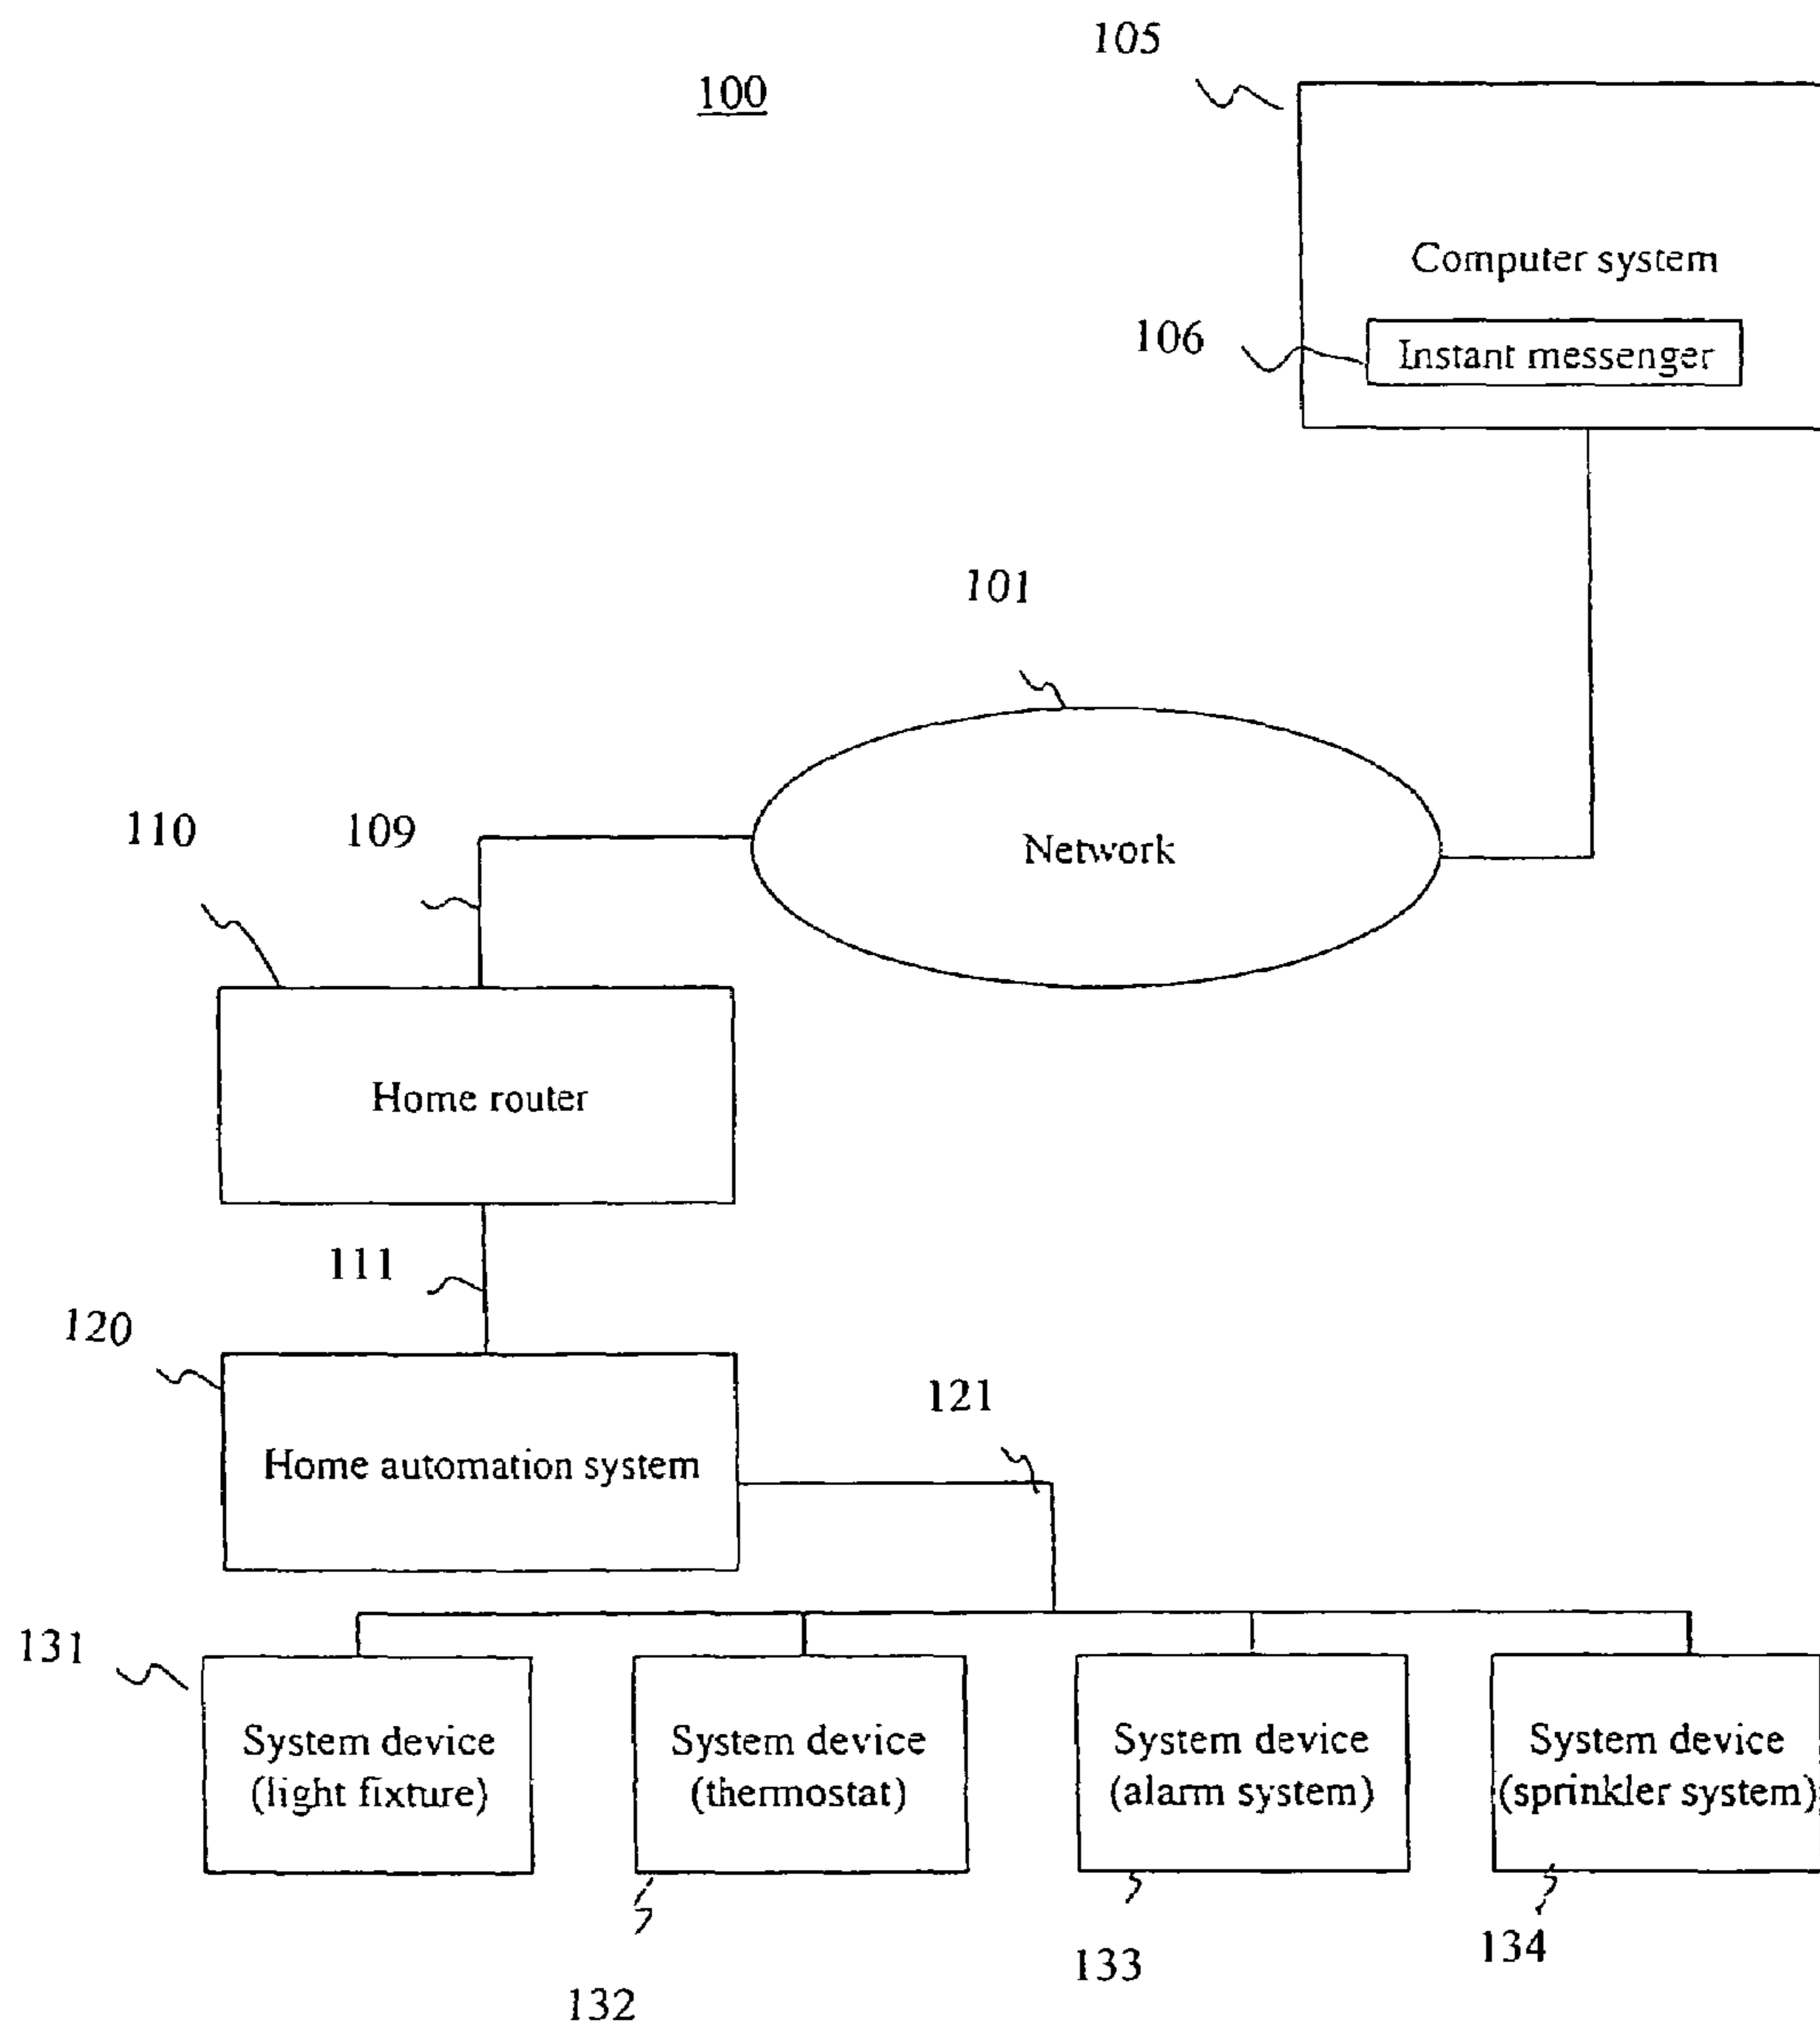 105
100
Computer system
106
Instant messenger
101
110
109
Network
Home router
111
120
121
Home automation system
131
System device
(light fixture)
System device
(thermostat)
System device
(alarm system)
System device
(sprinkler system)
132
133
134